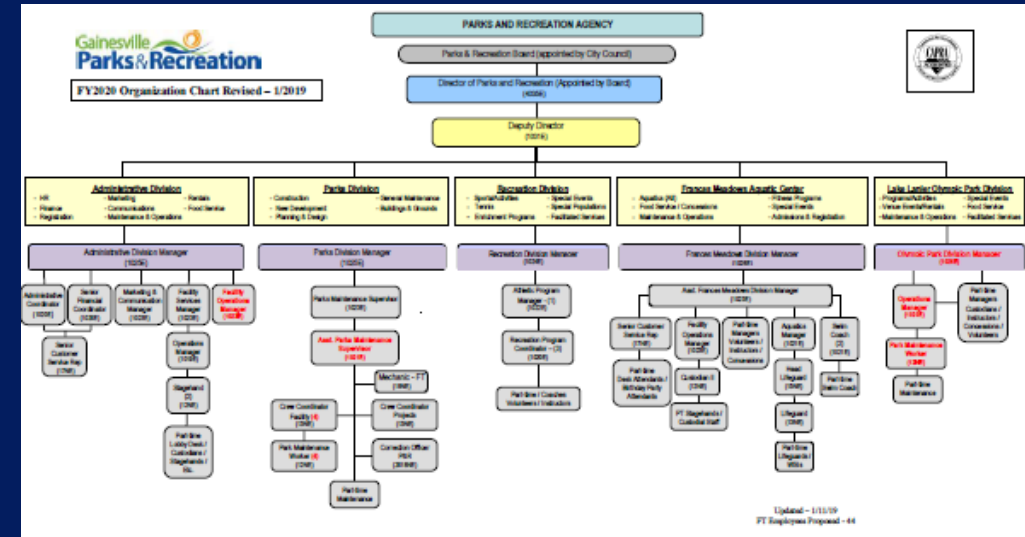 Gainesville
Parks & Recreation
FY2020 Organization Chart Revised – 1/2019
PARKS AND RECREATION AGENCY
Parks & Recreation Board (appointed by City Council)
Director of Parks and Recreation (Appointed by Board)
Deputy Director
CAPRA
Administrative Division
- HR
- Finance
- Registration
- Marketing
- Communications
- Maintenance & Operations
- Rentals
- Food Service
Administrative Division Manager
Administrative Coordinator
Senior Financial Coordinator
Senior Customer Service Rep
Marketing & Communication Manager
Facility Services Manager
Operations Manager
Stagehand
(2)
Part-time
Lobby Desk /
Custodians /
Stagehands /
Facility Operations Manager
Parks Division
- Construction
- New Development
- Planning & Design
- General Maintenance
- Buildings & Grounds
Parks Division Manager
Parks Maintenance Supervisor
Asst. Parks Maintenance
Supervisor
Mechanic - FT
Crew Coordinator
Facility (4)
Crew Coordinator
Projects
Park Maintenance
Worker (4)
Correction Officer
Part-time
Maintenance
Recreation Division
- Tennis
- Enrichment Programs
- Special Events
- Special Populations
- Facilitated Services
Recreation Division Manager
Athletic Program
Manager - (1)
Recreation Program
Coordinator - (3)
Part-time / Coaches
Volunteers / Instructors
Frances Meadows Aquatic Center
- Food Service / Concessions
- Maintenance & Operations
- Fitness Programs
- Special Events
- Admissions & Registration
Frances Meadows Division Manager
Asst. Frances Meadows Division Manager
Senior Customer
Service Rep
Part-time
Desk Attendants /
Birthday Party
Attendants
Facility
Operations
Manager
Custodian II
PT Stagehands /
Custodial Staff
Part-time
Managers
Volunteers /
Instructors /
Concessions
Aquatics
Manager
Head
Lifeguard
Lifeguard
Part-time
Lifeguards /
Swim
Coach
(2)
Part-time
Swim Coach
Lake Lanier Olympic Park Division
- Programs/Activities
- Venue Events/Rentals
- Maintenance & Operations
- Special Events
- Food Service
- Facilitated Services
Olympic Park Division Manager
Operations
Manager
Park Maintenance
Worker
Part-time
Maintenance
Part-time
Managers
Custodians /
Instructors /
Concessions /
Volunteers
Updated – 1/11/19
FT Employees Proposed - 44